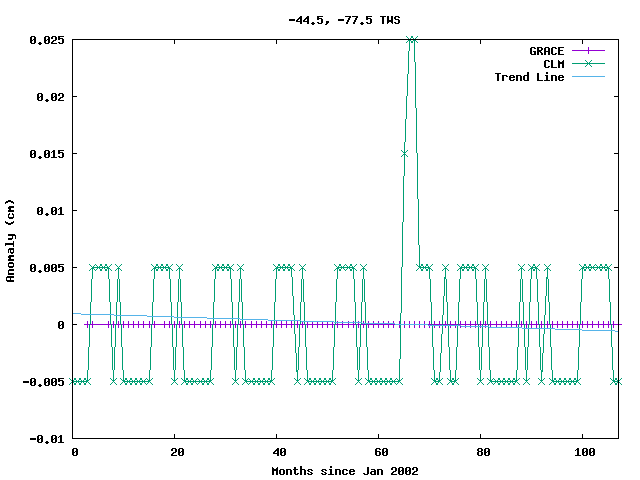 -44.5, -77.5 TWS
GRACE
CLM
Trend Line
0.025
0.02
0.015
0.01
0.005
0
-0.005
-0.01
Anomaly (cm)
0 20 40 60 80 100
Months since Jan 2002